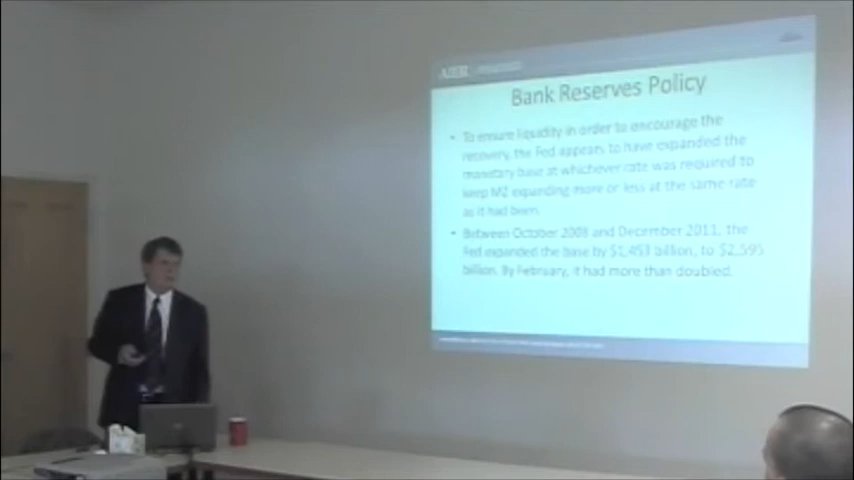 AIER
Bank Reserves Policy
• To ensure liquidity in order to encourage the
recovery, the Fed appears to have expanded the
monetary base at whichever rate was required to
keep M2 expanding more or less at the same rate
as it had been.
• Between October 2008 and December 2011, the
Fed expanded the base by $1,453 billion, to $2,595
billion. By February, it had more than doubled.